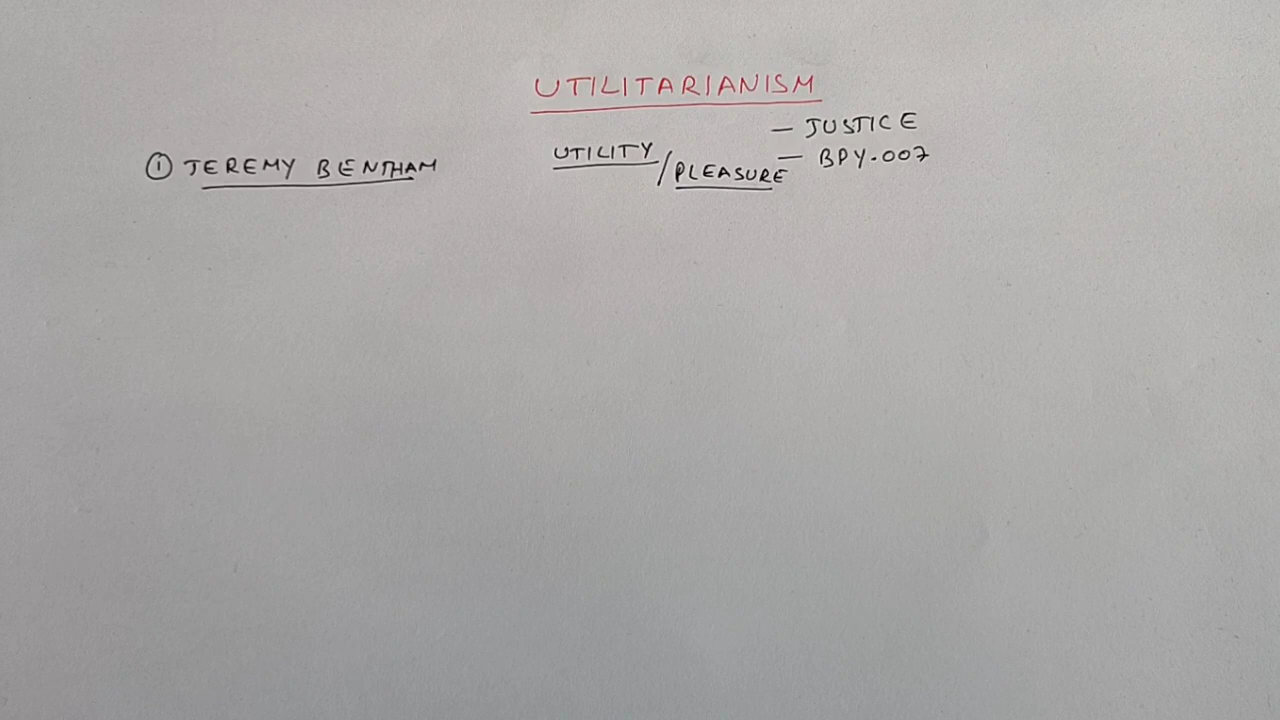 UTILITARIANISM
— JUSTICE
① JEREMY BENTHAM UTILITY/PLEASURE — BPY-007